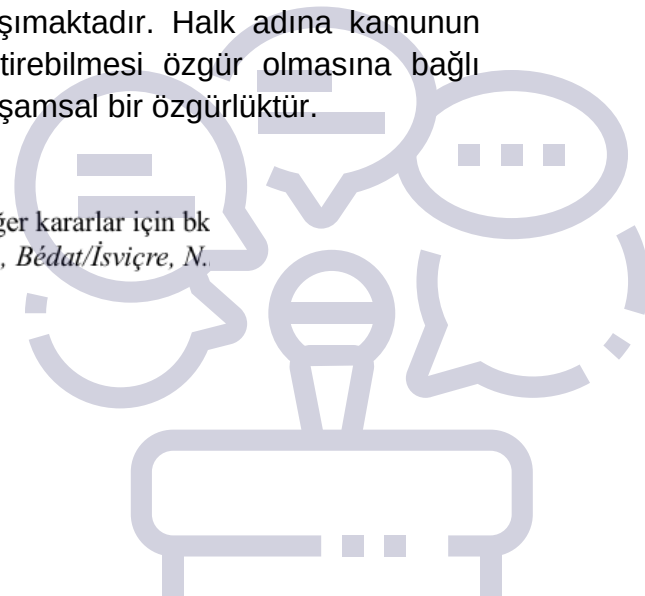 şımaktadır. Halk adına kamunun
tirebilmesi özgür olmasına bağlı
şamsal bir özgürlüktür.
ğer kararlar için bk
, Bédat/İsviçre, N.